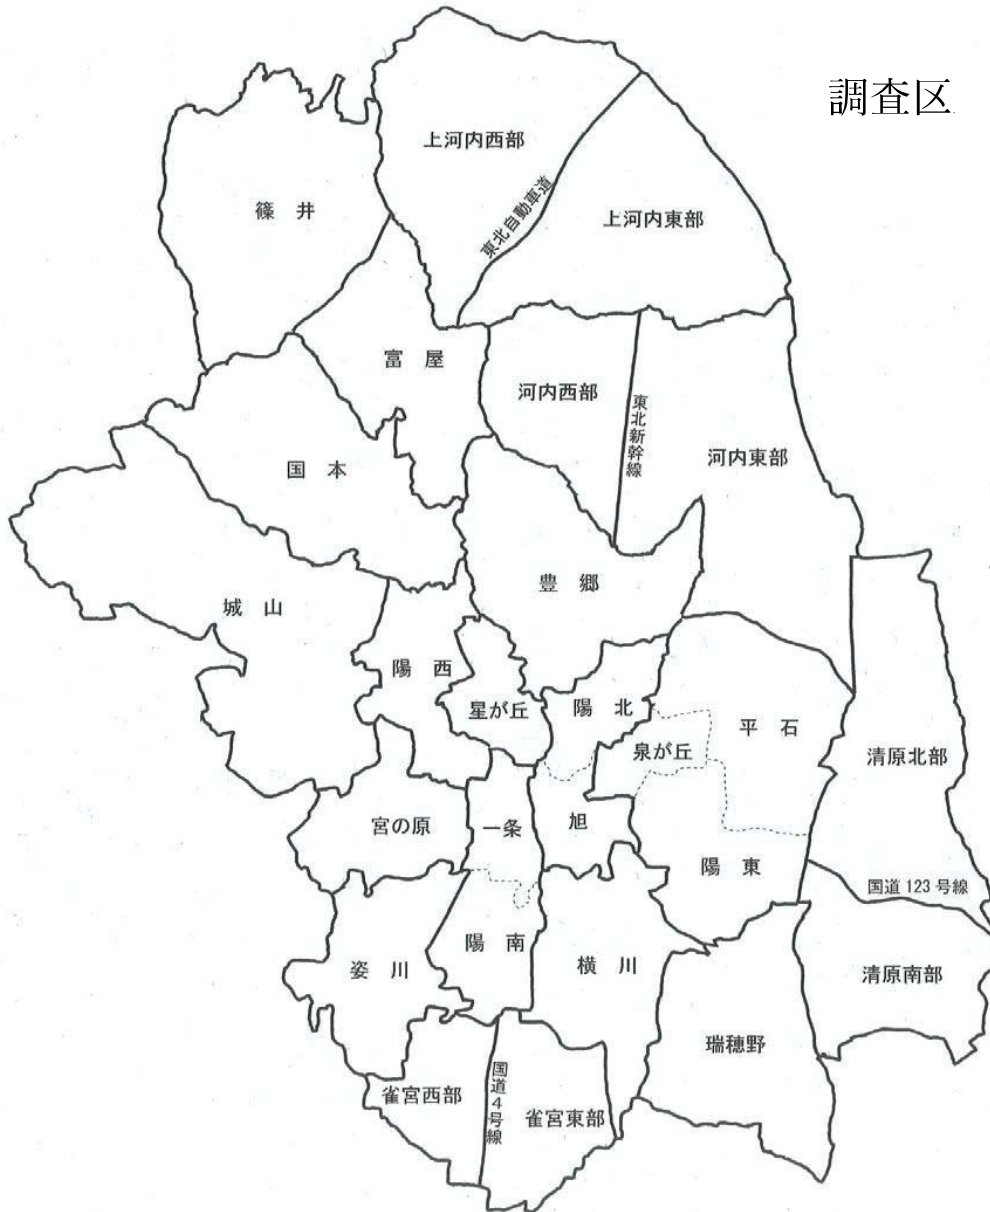 調査区
上河内西部
東北自動車道
篠 井
上河内東部
富 屋
河内西部
東北新幹線
河内東部
国 本
豊 郷
城 山
陽 西
星が丘
陽 北
泉が丘
平 石
清原北部
宮の原
一条
旭
陽 東
国道 123 号線
陽 南
姿 川
横 川
清原南部
瑞穂野
国道4号線
雀宮西部
雀宮東部